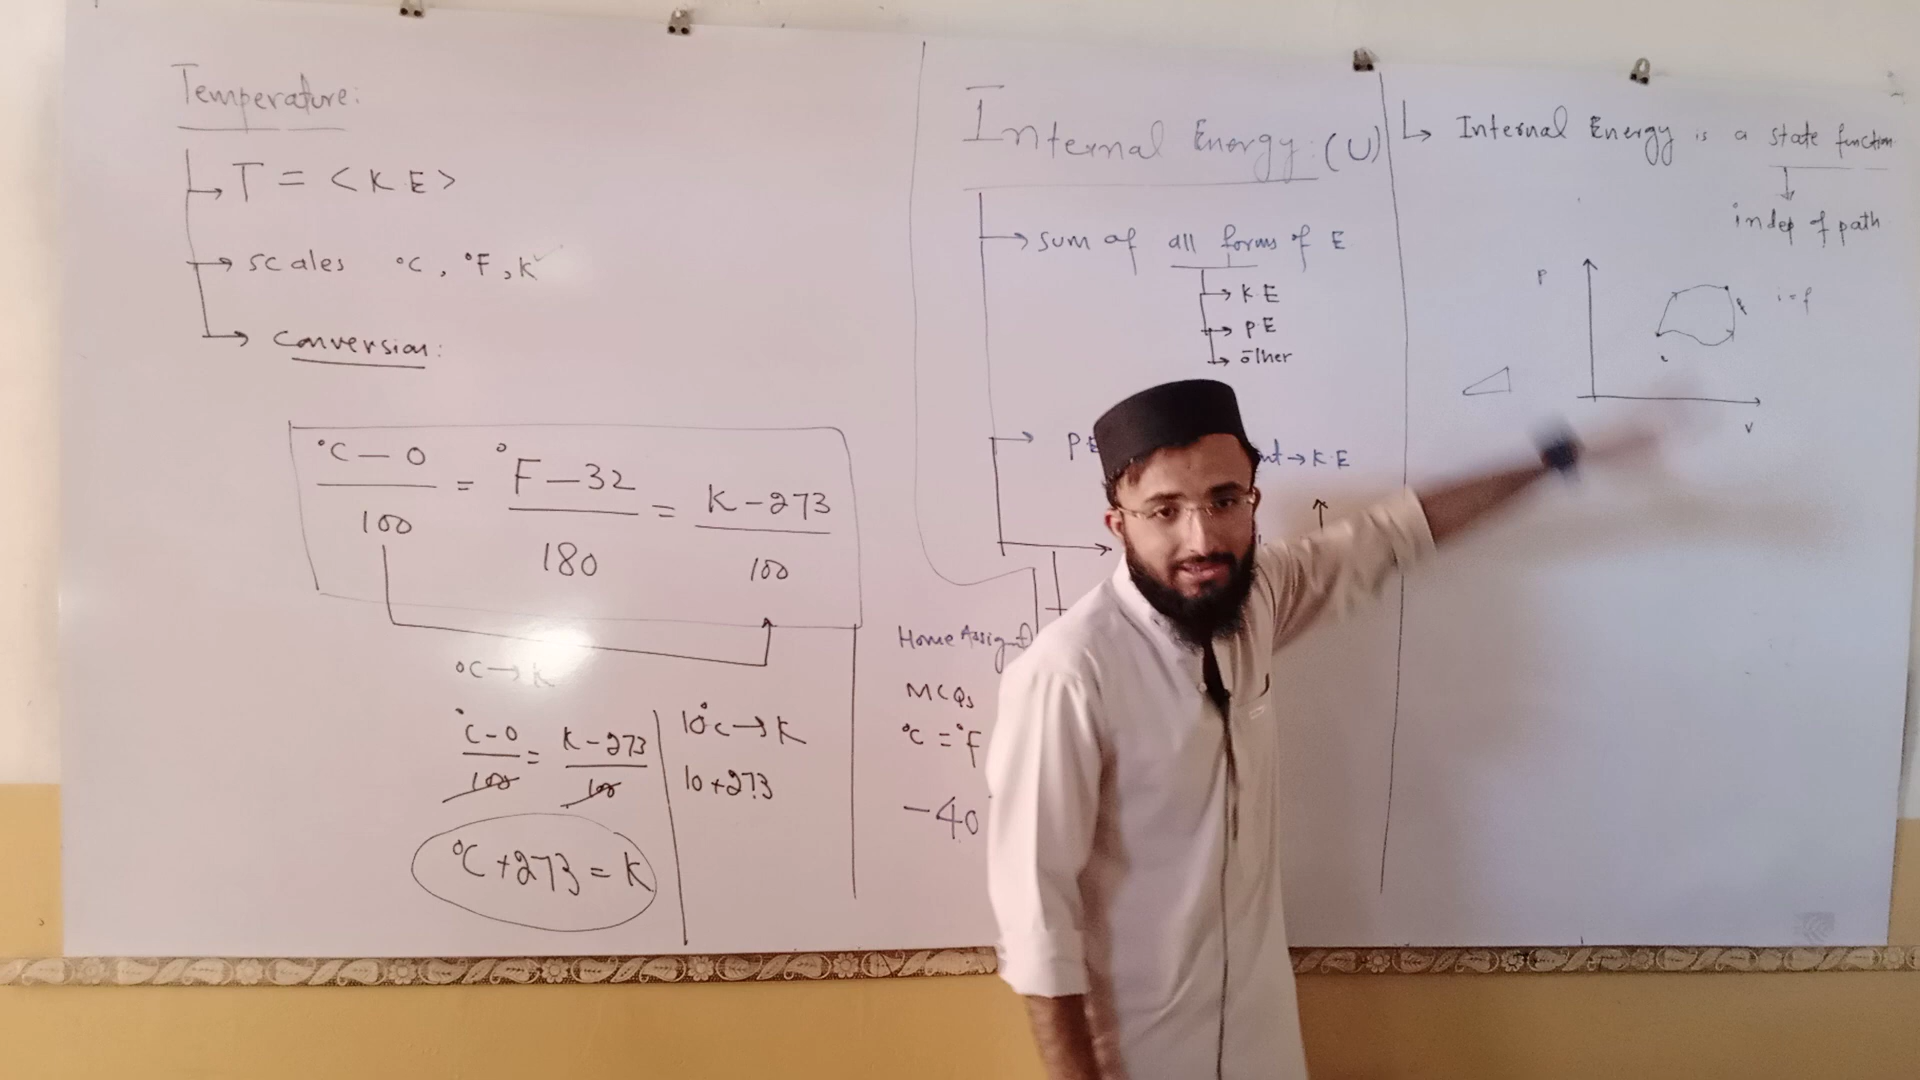 Temperature:
T = <K.E>
scales °C, °F, K
Conversion:
°C - 0 / 100 = °F - 32 / 180 = K - 273 / 100
°C → K
°C - 0 / 100 = K - 273 / 100
°C + 273 = K
10°C → K
10 + 273
Internal Energy: (U)
sum of all forms of E
K.E
P.E
other
P.E
→ K.E
Home Assign
MCQs
°C = °F
-40
Internal Energy is a state function
indep of path
P
i = f
i
V